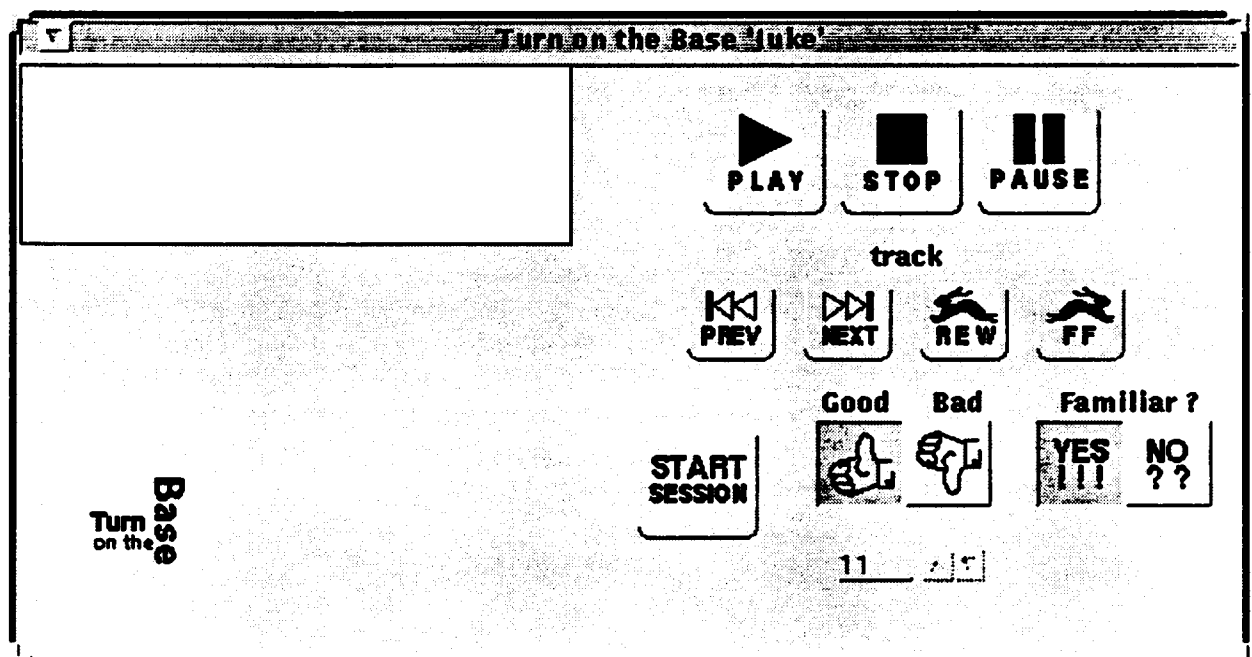 Turn on the Base 'Juke'
PLAY STOP PAUSE
track
PREV NEXT REW FF
Good Bad Familiar ?
YES !!! NO ??
START SESSION
Turn on the Base
11